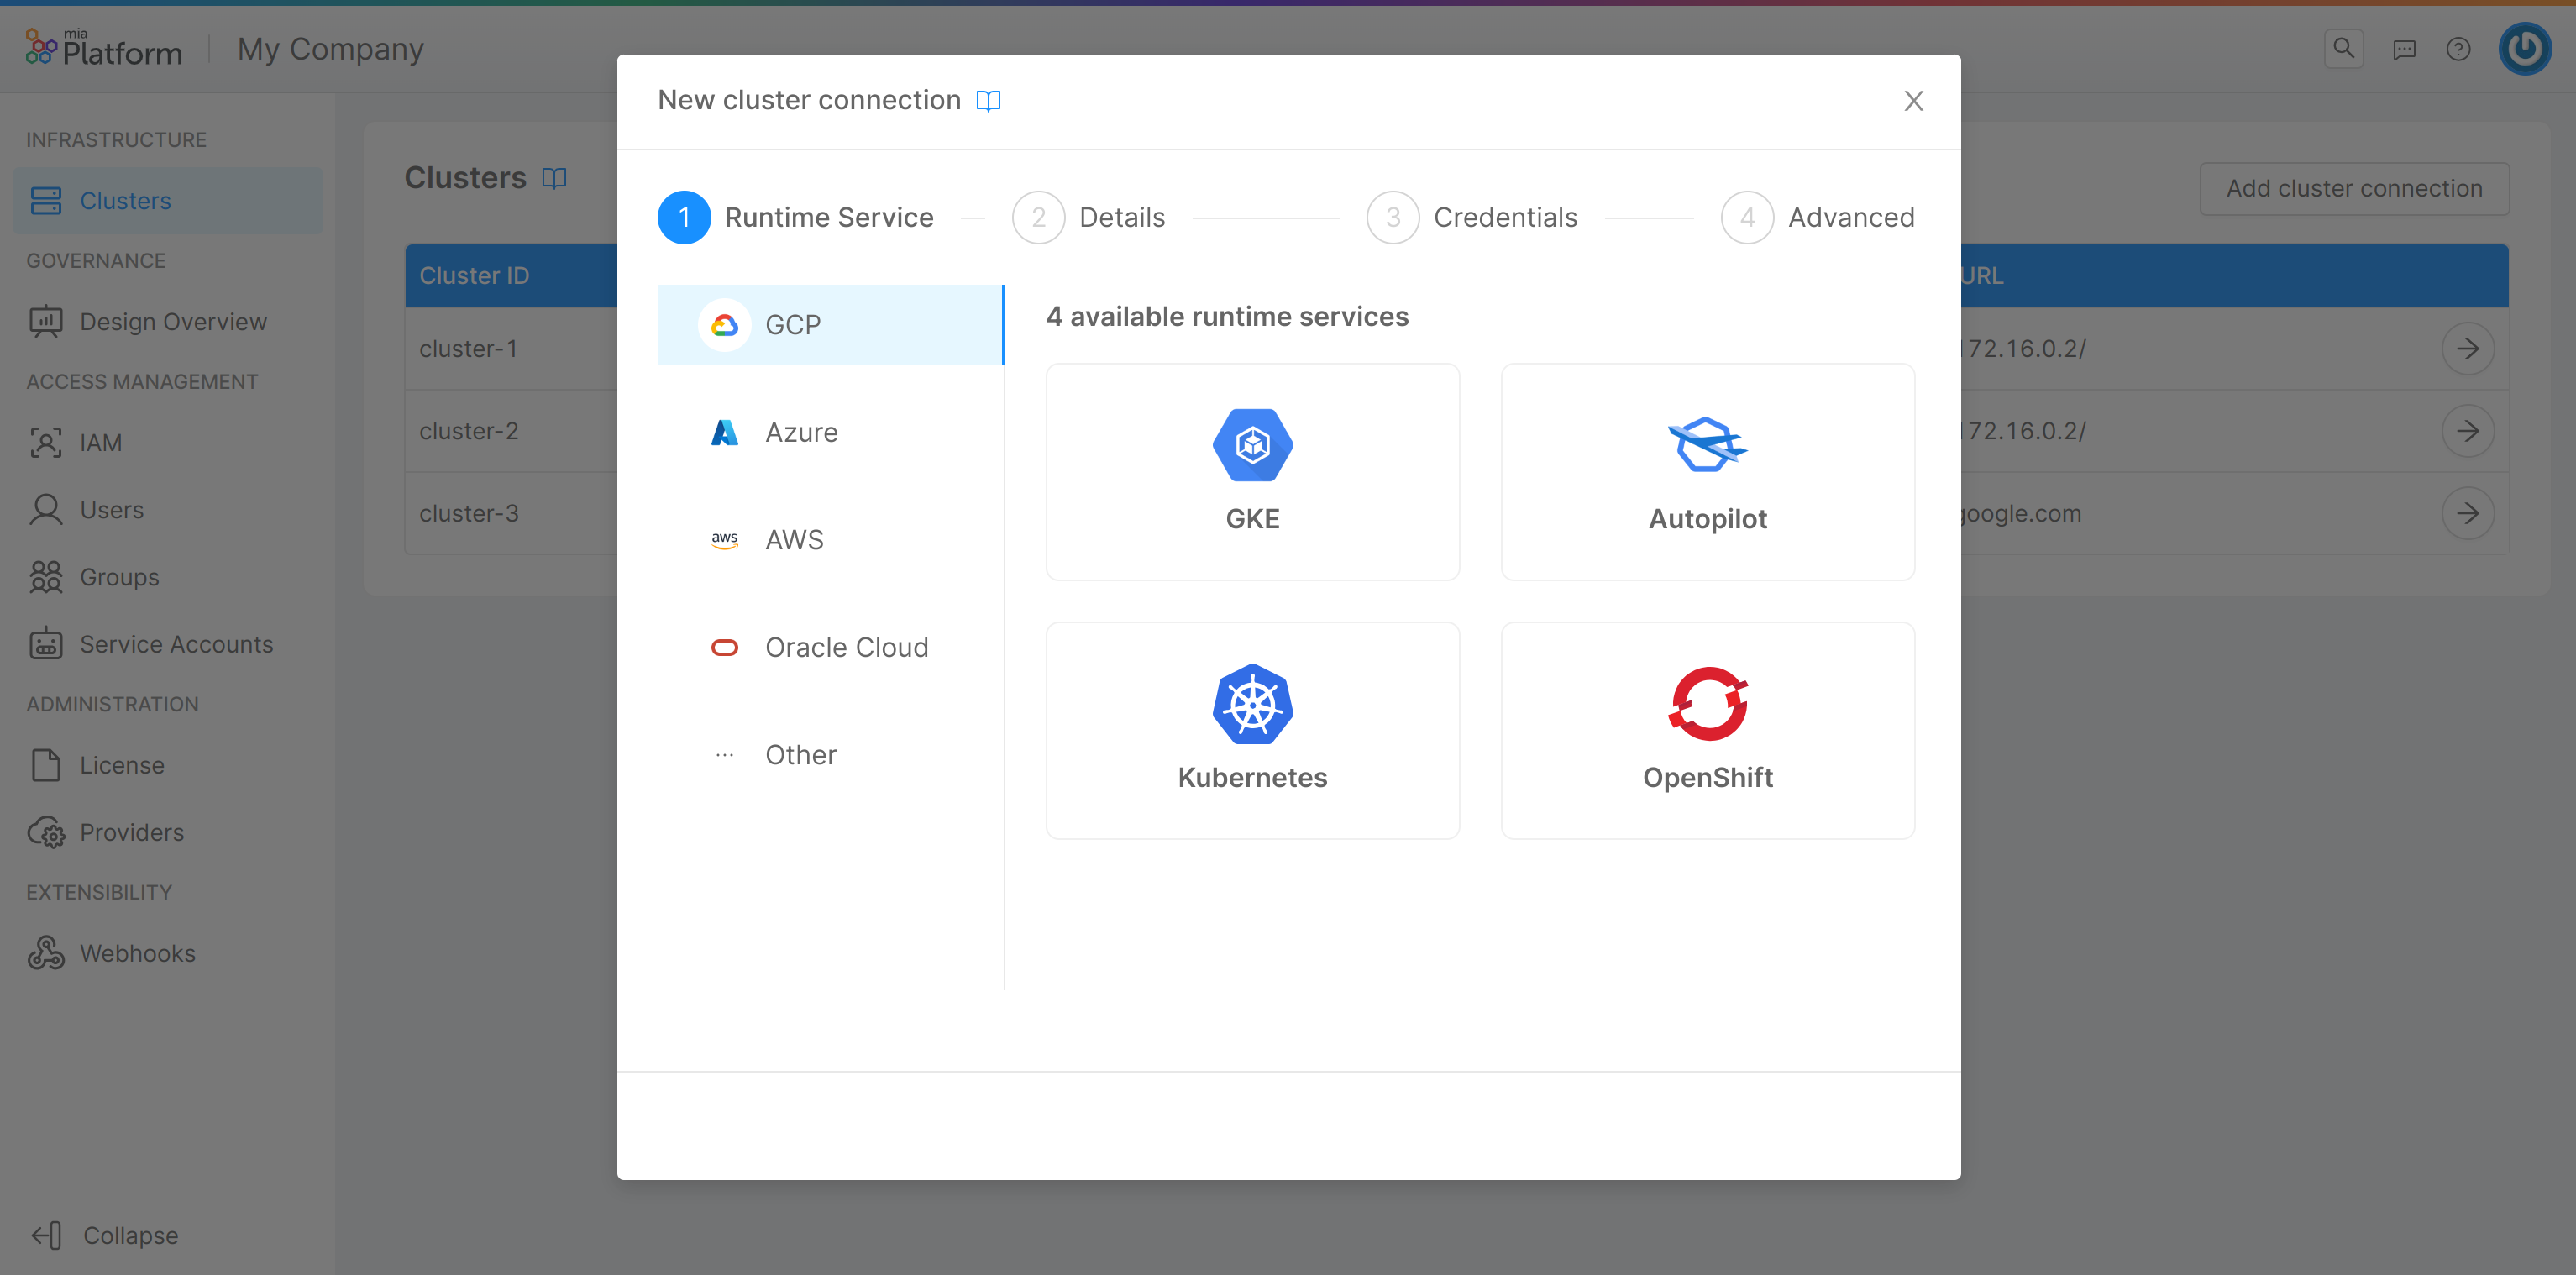 mia
Platform
My Company
INFRASTRUCTURE
Clusters
GOVERNANCE
Design Overview
ACCESS MANAGEMENT
IAM
Users
Groups
Service Accounts
ADMINISTRATION
License
Providers
EXTENSIBILITY
Webhooks
Collapse
Clusters
Add cluster connection
Cluster ID
URL
cluster-1
172.16.0.2/
cluster-2
172.16.0.2/
cluster-3
google.com
New cluster connection
1 Runtime Service
2 Details
3 Credentials
4 Advanced
GCP
Azure
aws
AWS
Oracle Cloud
Other
4 available runtime services
GKE
Autopilot
Kubernetes
OpenShift